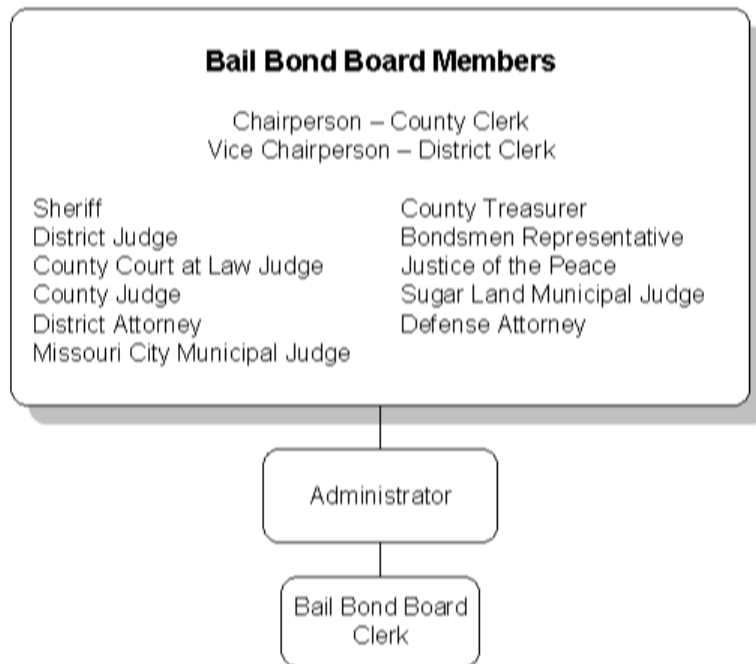 Bail Bond Board Members
Chairperson – County Clerk
Vice Chairperson – District Clerk
Sheriff
District Judge
County Court at Law Judge
County Judge
District Attorney
Missouri City Municipal Judge
County Treasurer
Bondsmen Representative
Justice of the Peace
Sugar Land Municipal Judge
Defense Attorney
Administrator
Bail Bond Board
Clerk